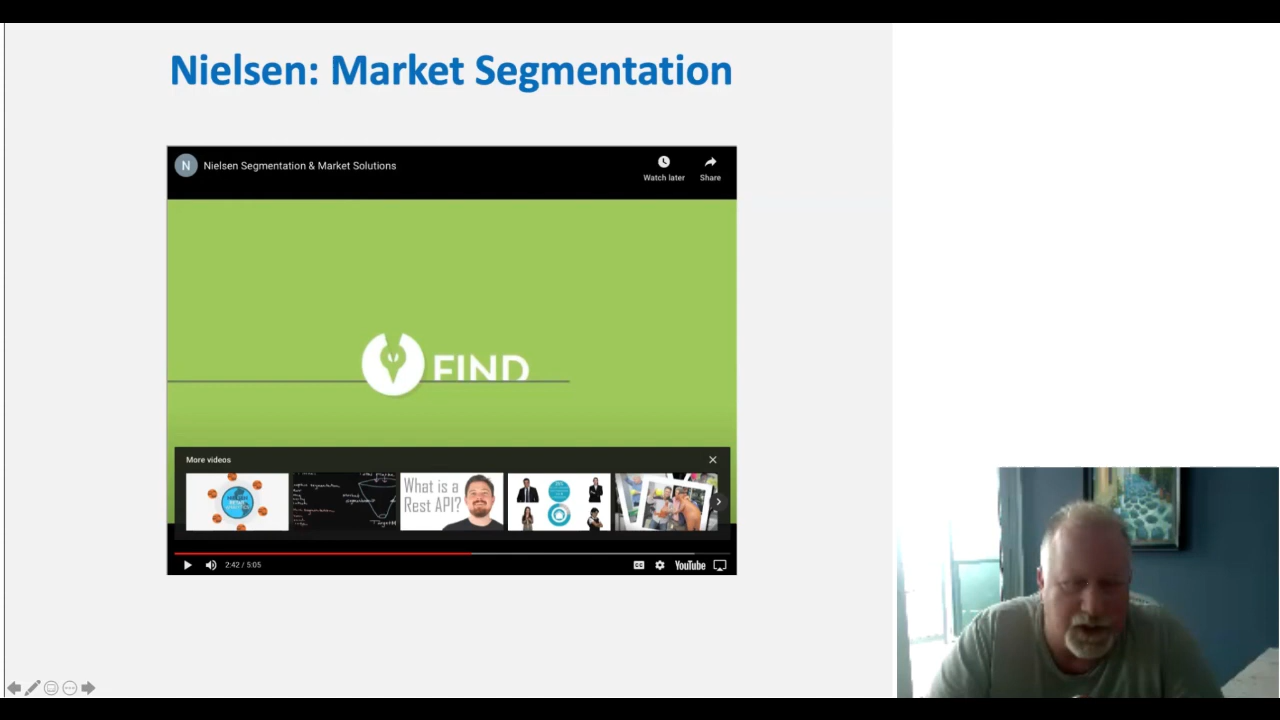 Nielsen: Market Segmentation
N
Nielsen Segmentation & Market Solutions
Watch later
Share
FIND
More videos
What is a
Rest API?
2:42 / 5:05
CC
YouTube